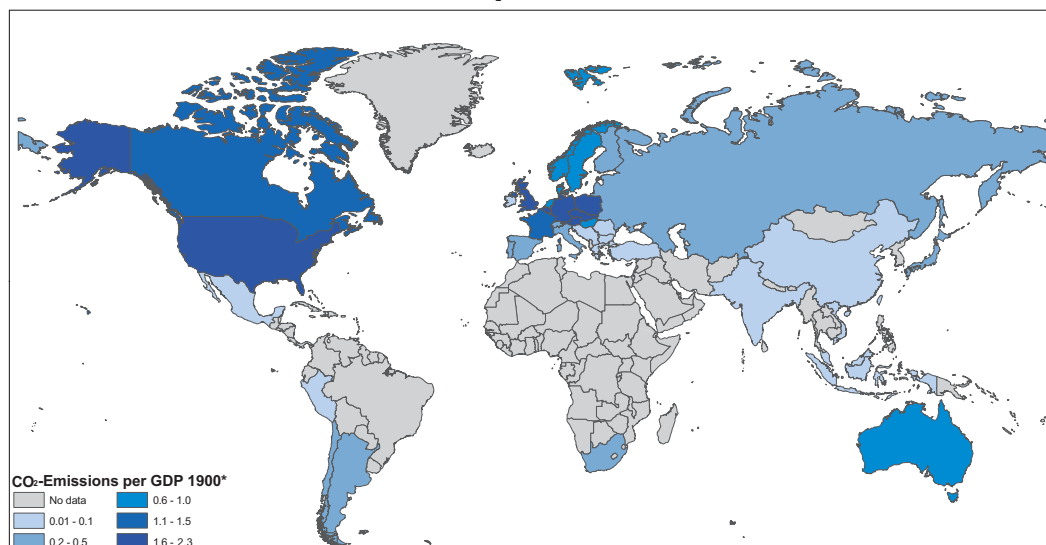 CO₂-Emissions per GDP 1900*
No data
0.01 - 0.1
0.2 - 0.5
0.6 - 1.0
1.1 - 1.5
1.6 - 2.3